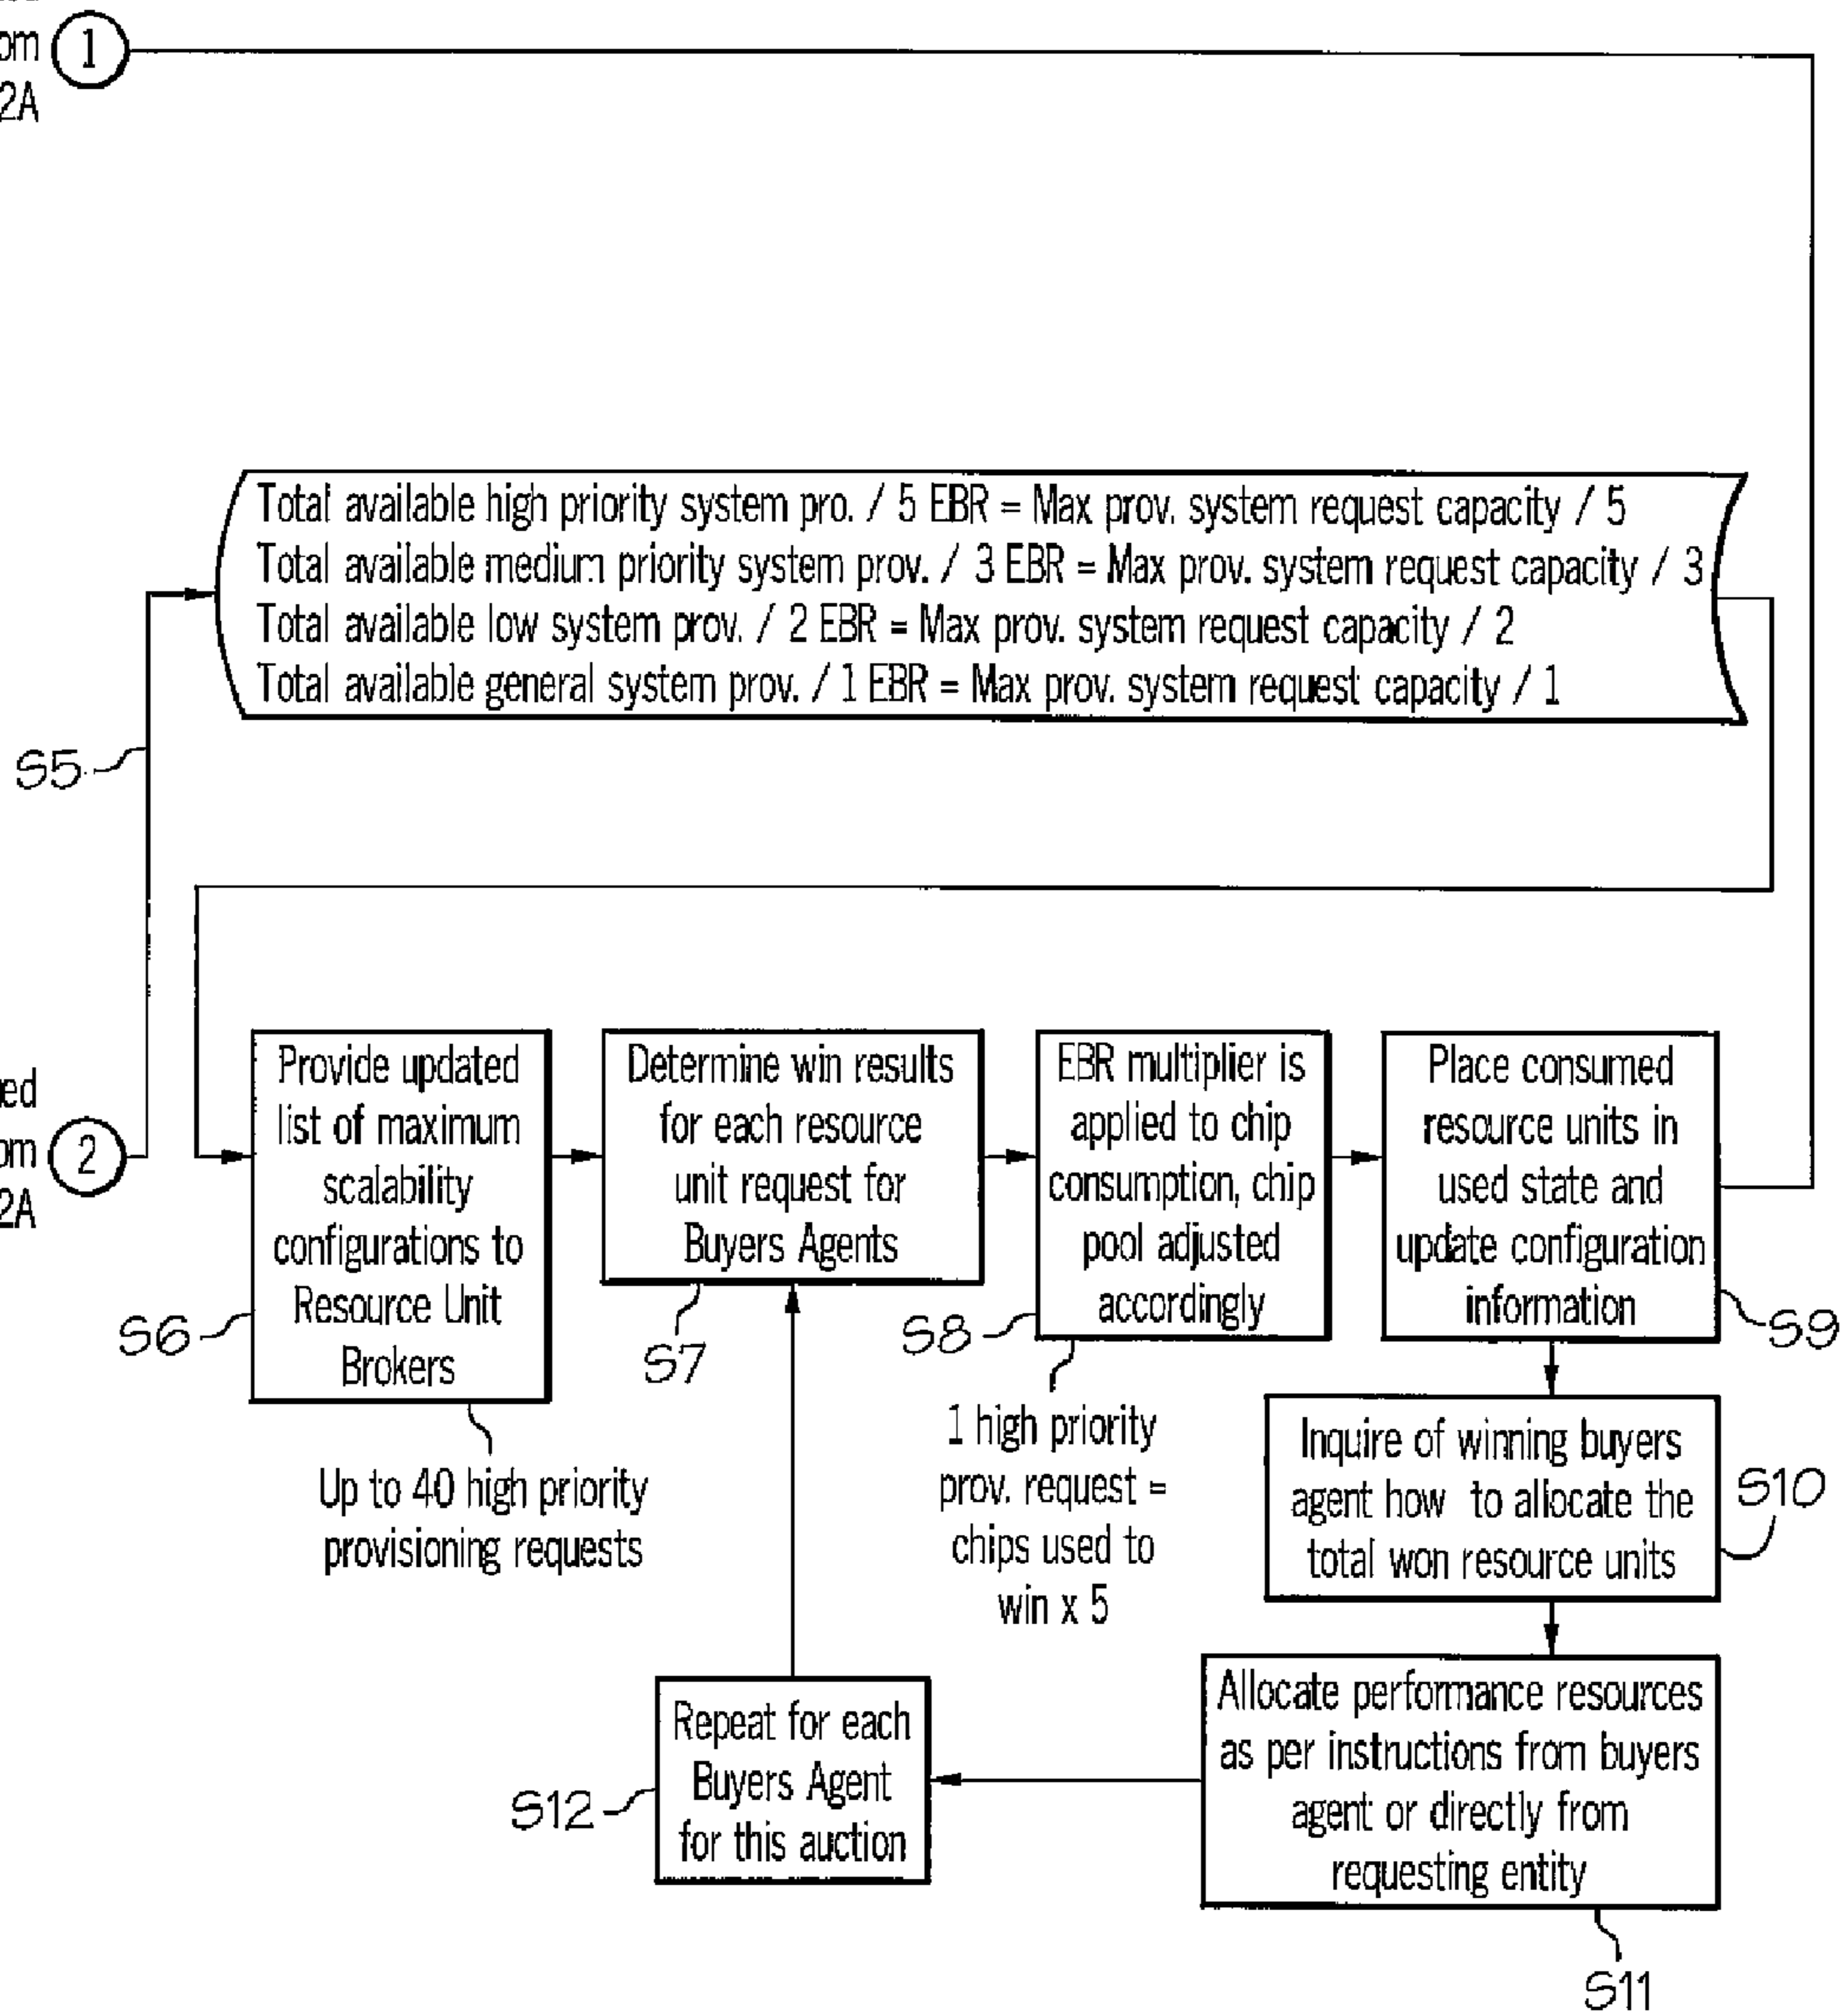 1
2A
Total available high priority system pro. / 5 EBR = Max prov. system request capacity / 5
Total available medium priority system prov. / 3 EBR = Max prov. system request capacity / 3
Total available low system prov. / 2 EBR = Max prov. system request capacity / 2
Total available general system prov. / 1 EBR = Max prov. system request capacity / 1
S5
2
2A
Provide updated
list of maximum
scalability
configurations to
Resource Unit
Brokers
S6
Up to 40 high priority
provisioning requests
Determine win results
for each resource
unit request for
Buyers Agents
S7
EBR multiplier is
applied to chip
consumption, chip
pool adjusted
accordingly
S8
1 high priority
prov. request =
chips used to
win x 5
Place consumed
resource units in
used state and
update configuration
information
S9
Inquire of winning buyers
agent how to allocate the
total won resource units
S10
Allocate performance resources
as per instructions from buyers
agent or directly from
requesting entity
S11
Repeat for each
Buyers Agent
for this auction
S12